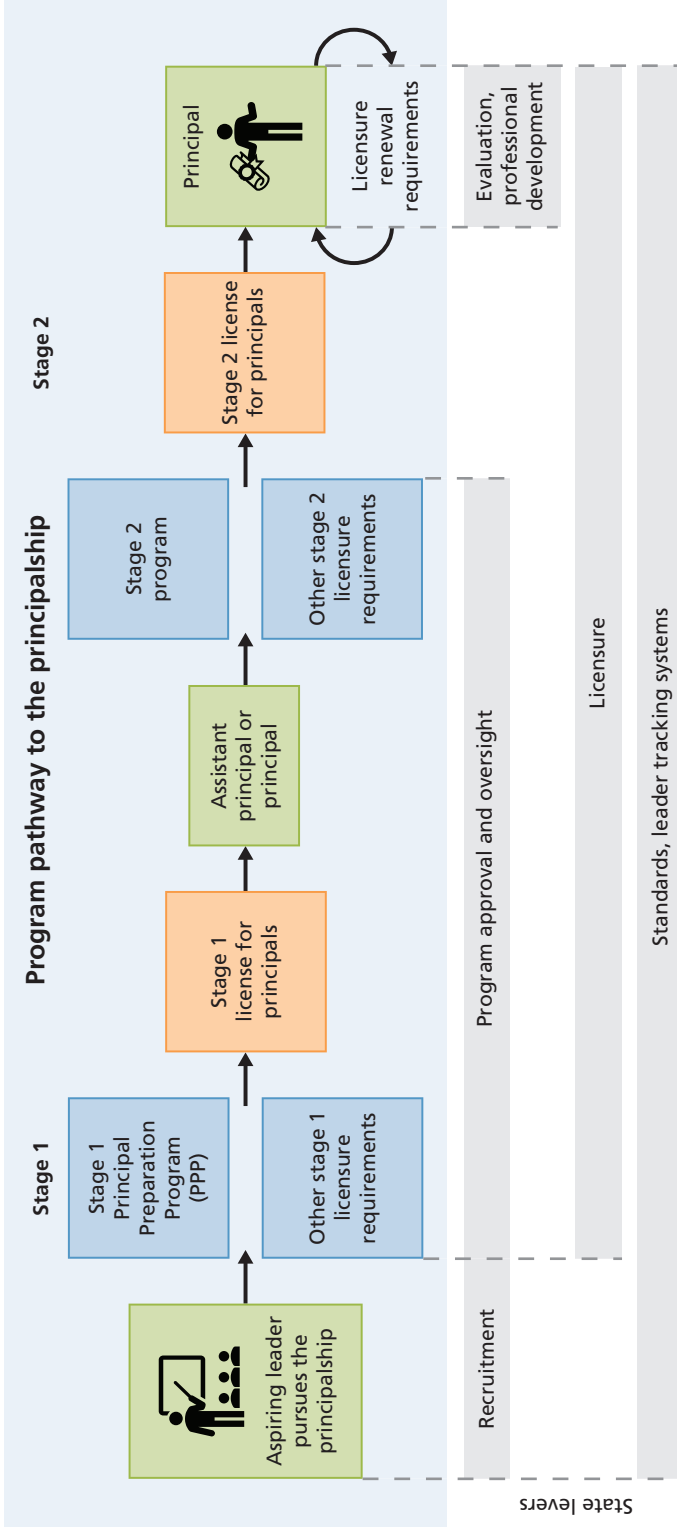 Program pathway to the principalship
Stage 1
Stage 2
Aspiring leader
pursues the
principalship
Stage 1
Principal
Preparation
Program
(PPP)
Other stage 1
licensure
requirements
Stage 1
license for
principals
Assistant
principal or
principal
Stage 2
program
Other stage 2
licensure
requirements
Stage 2 license
for principals
Principal
Licensure
renewal
requirements
State levers
Recruitment
Program approval and oversight
Evaluation,
professional
development
Licensure
Standards, leader tracking systems